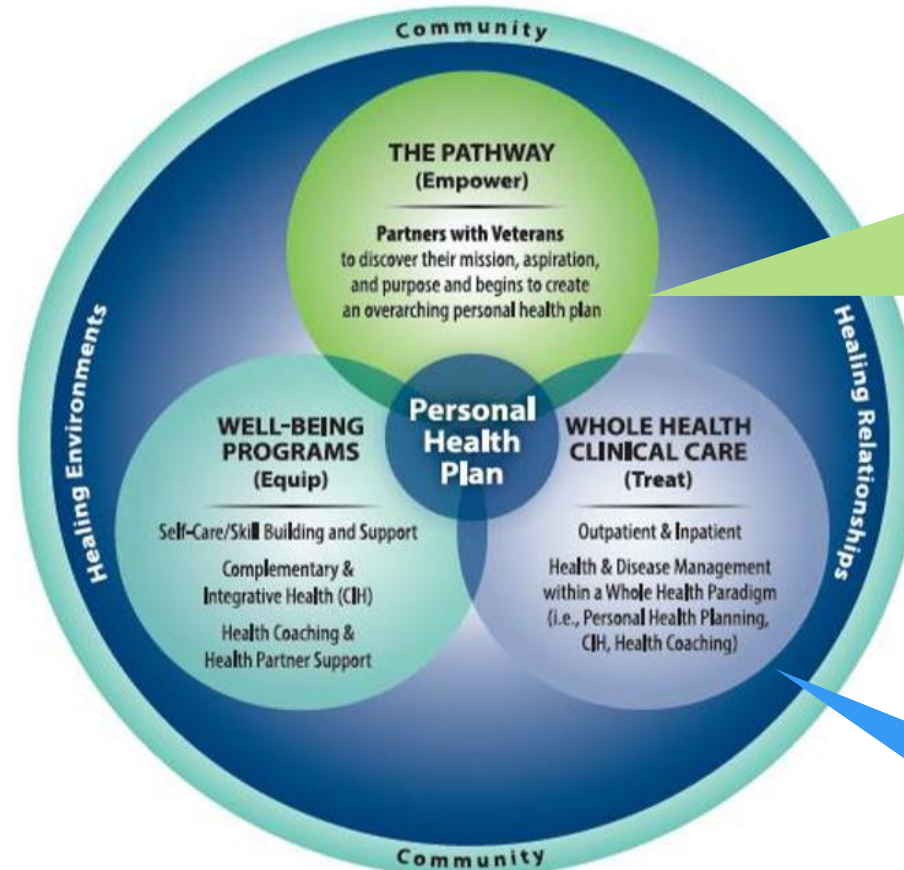 Community
THE PATHWAY
(Empower)
Partners with Veterans
to discover their mission, aspiration,
and purpose and begins to create
an overarching personal health plan
Healing Environments
Healing Relationships
Personal
Health
Plan
WELL-BEING
PROGRAMS
(Equip)
Self-Care/Skill Building and Support
Complementary &
Integrative Health (CIH)
Health Coaching &
Health Partner Support
WHOLE HEALTH
CLINICAL CARE
(Treat)
Outpatient & Inpatient
Health & Disease Management
within a Whole Health Paradigm
(i.e., Personal Health Planning,
CIH, Health Coaching)
Community